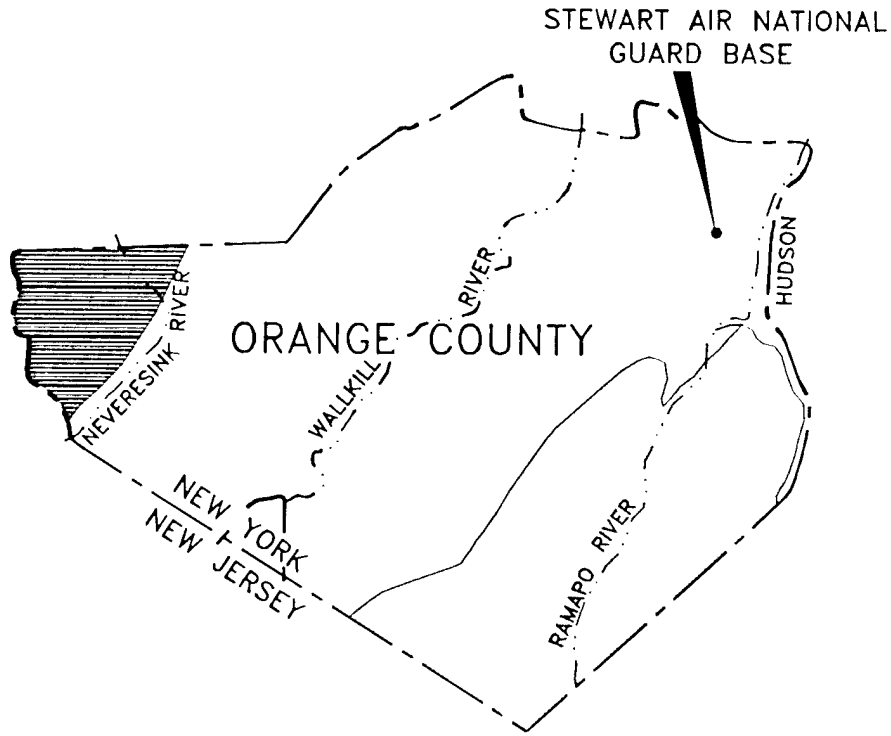 STEWART AIR NATIONAL
GUARD BASE
HUDSON
RIVER
NEVERESINK RIVER
ORANGE COUNTY
WALLKILL
NEW YORK
NEW JERSEY
RAMAPO RIVER